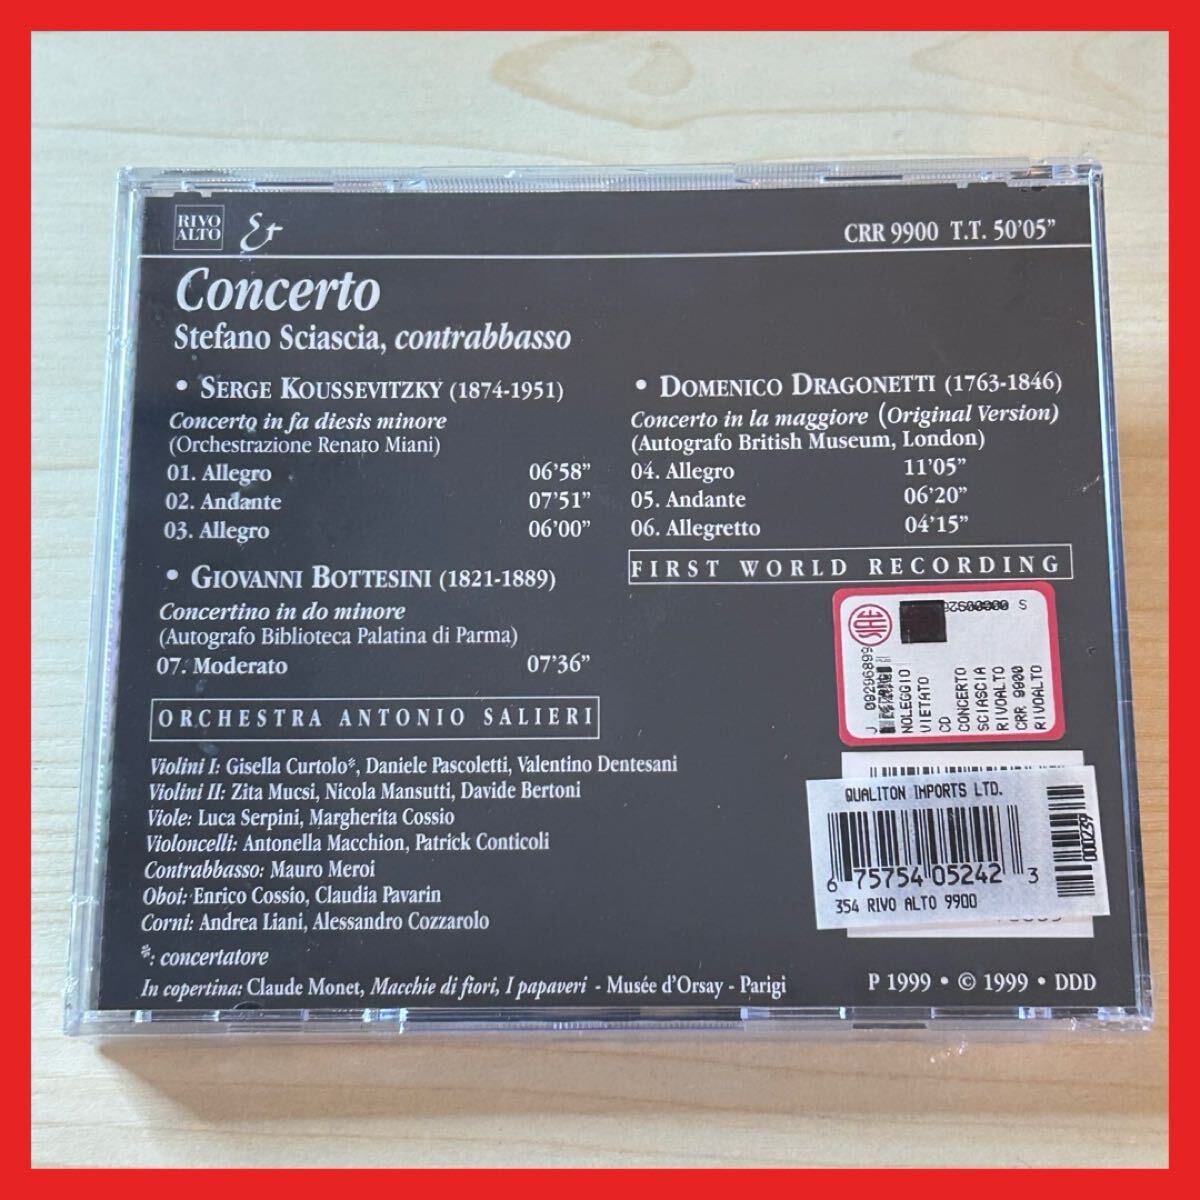 RIVO
ALTO
CRR 9900 T.T. 50'05"
Concerto
Stefano Sciascia, contrabbasso
• SERGE KOUSSEVITZKY (1874-1951)
Concerto in fa diesis minore
(Orchestrazione Renato Miani)
01. Allegro 06'58"
02. Andante 07'51"
03. Allegro 06'00"
• DOMENICO DRAGONETTI (1763-1846)
Concerto in la maggiore (Original Version)
(Autografo British Museum, London)
04. Allegro 11'05"
05. Andante 06'20"
06. Allegretto 04'15"
FIRST WORLD RECORDING
• GIOVANNI BOTTESINI (1821-1889)
Concertino in do minore
(Autografo Biblioteca Palatina di Parma)
07. Moderato 07'36"
ORCHESTRA ANTONIO SALIERI
Violini I: Gisella Curtolo*, Daniele Pascoletti, Valentino Dentesani
Violini II: Zita Mucsi, Nicola Mansutti, Davide Bertoni
Viole: Luca Serpini, Margherita Cossio
Violoncelli: Antonella Macchion, Patrick Conticoli
Contrabbasso: Mauro Meroi
Oboi: Enrico Cossio, Claudia Pavarin
Corni: Andrea Liani, Alessandro Cozzarolo
*: concertatore
In copertina: Claude Monet, Macchie di fiori, I papaveri - Musée d'Orsay - Parigi
P 1999 • © 1999 • DDD
SIAE
NOLEGGIO
VIETATO
CD
CONCERTO
SCIASCIA
RIVOALTO
CRR 9900
RIVOALTO
QUALITON IMPORTS LTD.
6 75754 05242 3
354 RIVO ALTO 9900
000239